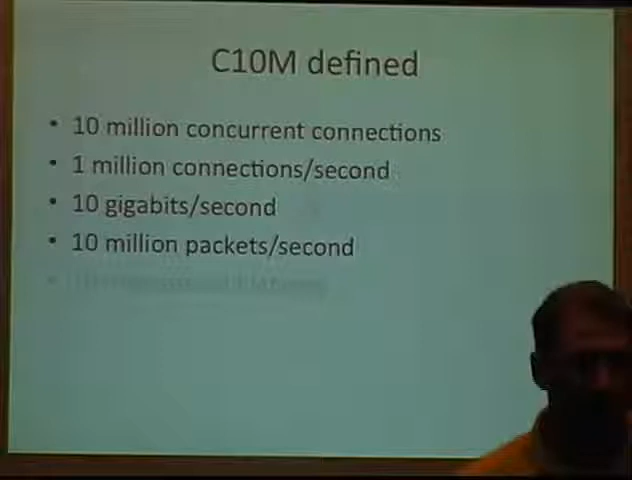 C10M defined
• 10 million concurrent connections
• 1 million connections/second
• 10 gigabits/second
• 10 million packets/second